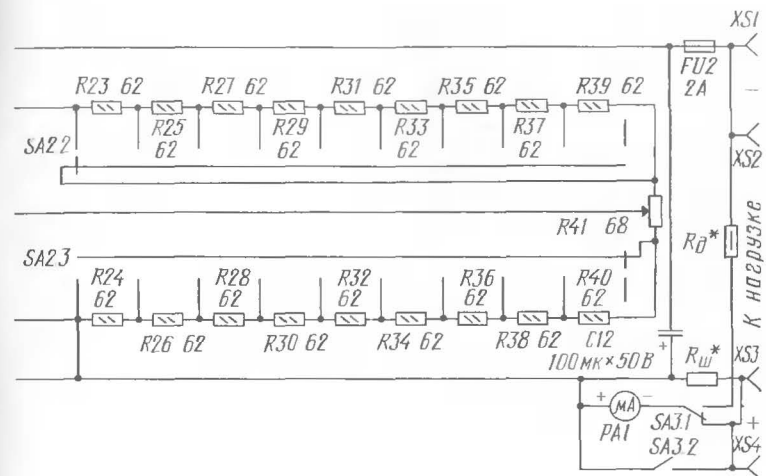 XS1
FU2
2A
−
R23 62 R27 62 R31 62 R35 62 R39 62
R25
62
R29
62
R33
62
R37
62
SA2.2
XS2
R41 68
Rд*
К нагрузке
SA2.3
R24
62
R28
62
R32
62
R36
62
R40
62
R26 62 R30 62 R34 62 R38 62 C12
+ 100мк×50В
Rш*
XS3
+ мА −
PA1
SA3.1
SA3.2
+
XS4